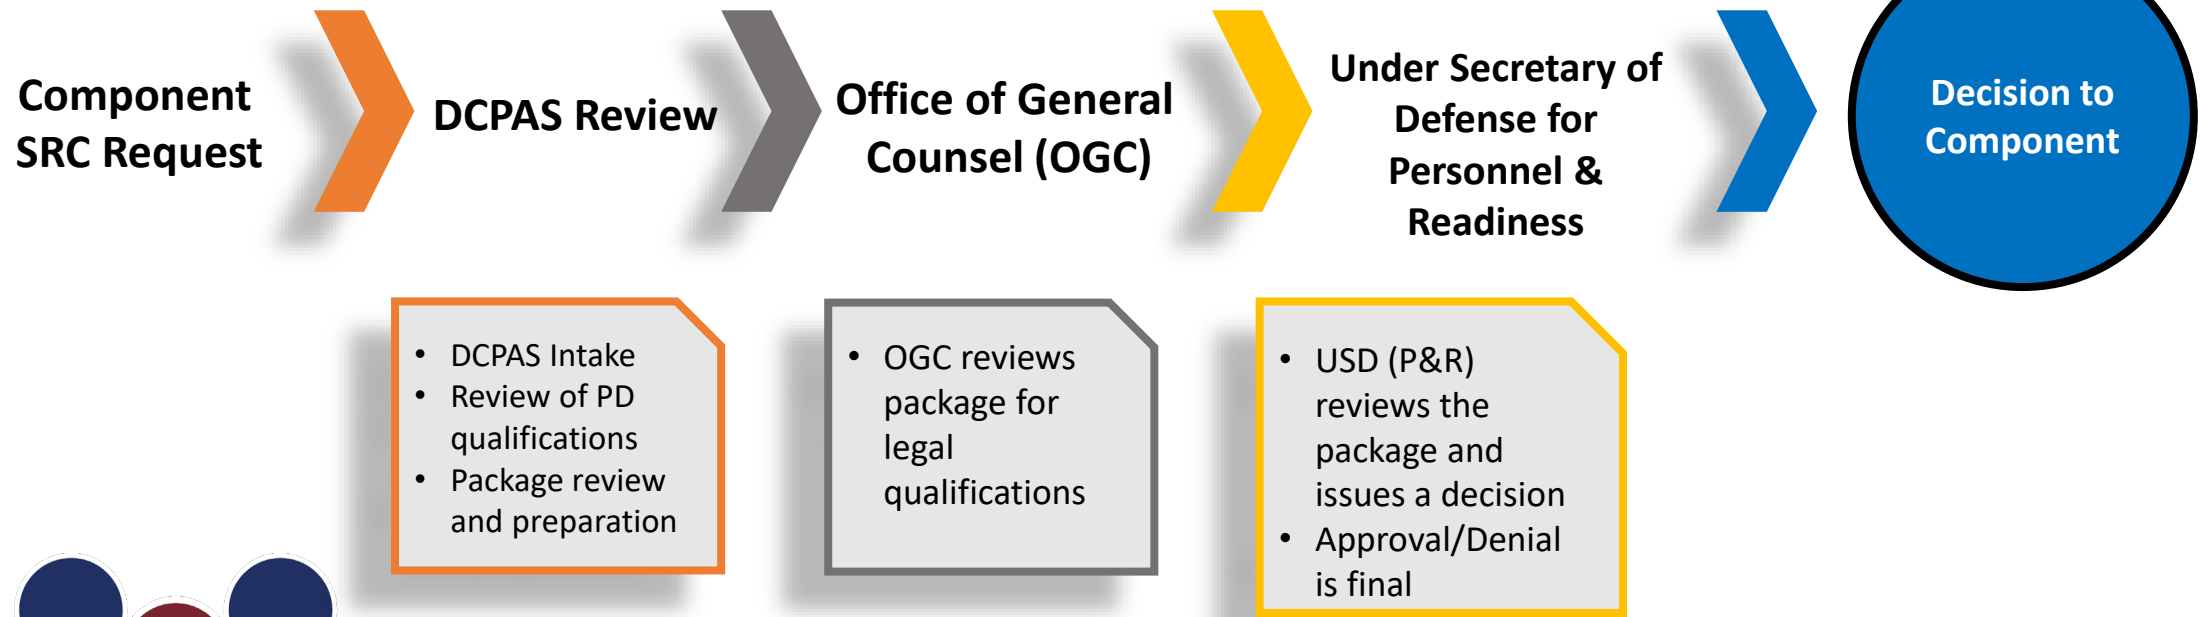 Component
SRC Request
DCPAS Review
Office of General
Counsel (OGC)
Under Secretary of
Defense for
Personnel &
Readiness
Decision to
Component
• DCPAS Intake
• Review of PD
qualifications
• Package review
and preparation
• OGC reviews
package for
legal
qualifications
• USD (P&R)
reviews the
package and
issues a decision
• Approval/Denial
is final